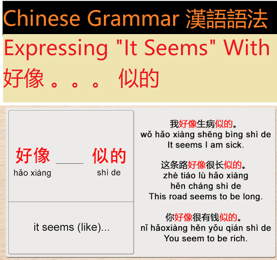 Chinese Grammar 漢語語法
Expressing "It Seems" With
好像 。。。 似的
好像 ___ 似的
hǎo xiàng shì de
it seems (like)...
我好像生病似的。
wǒ hǎo xiàng shēng bìng shì de
It seems I am sick.
这条路好像很长似的。
zhè tiáo lù hǎo xiàng
hěn cháng shì de
This road seems to be long.
你好像很有钱似的。
nǐ hǎoxiàng hěn yǒu qián shì de
You seem to be rich.